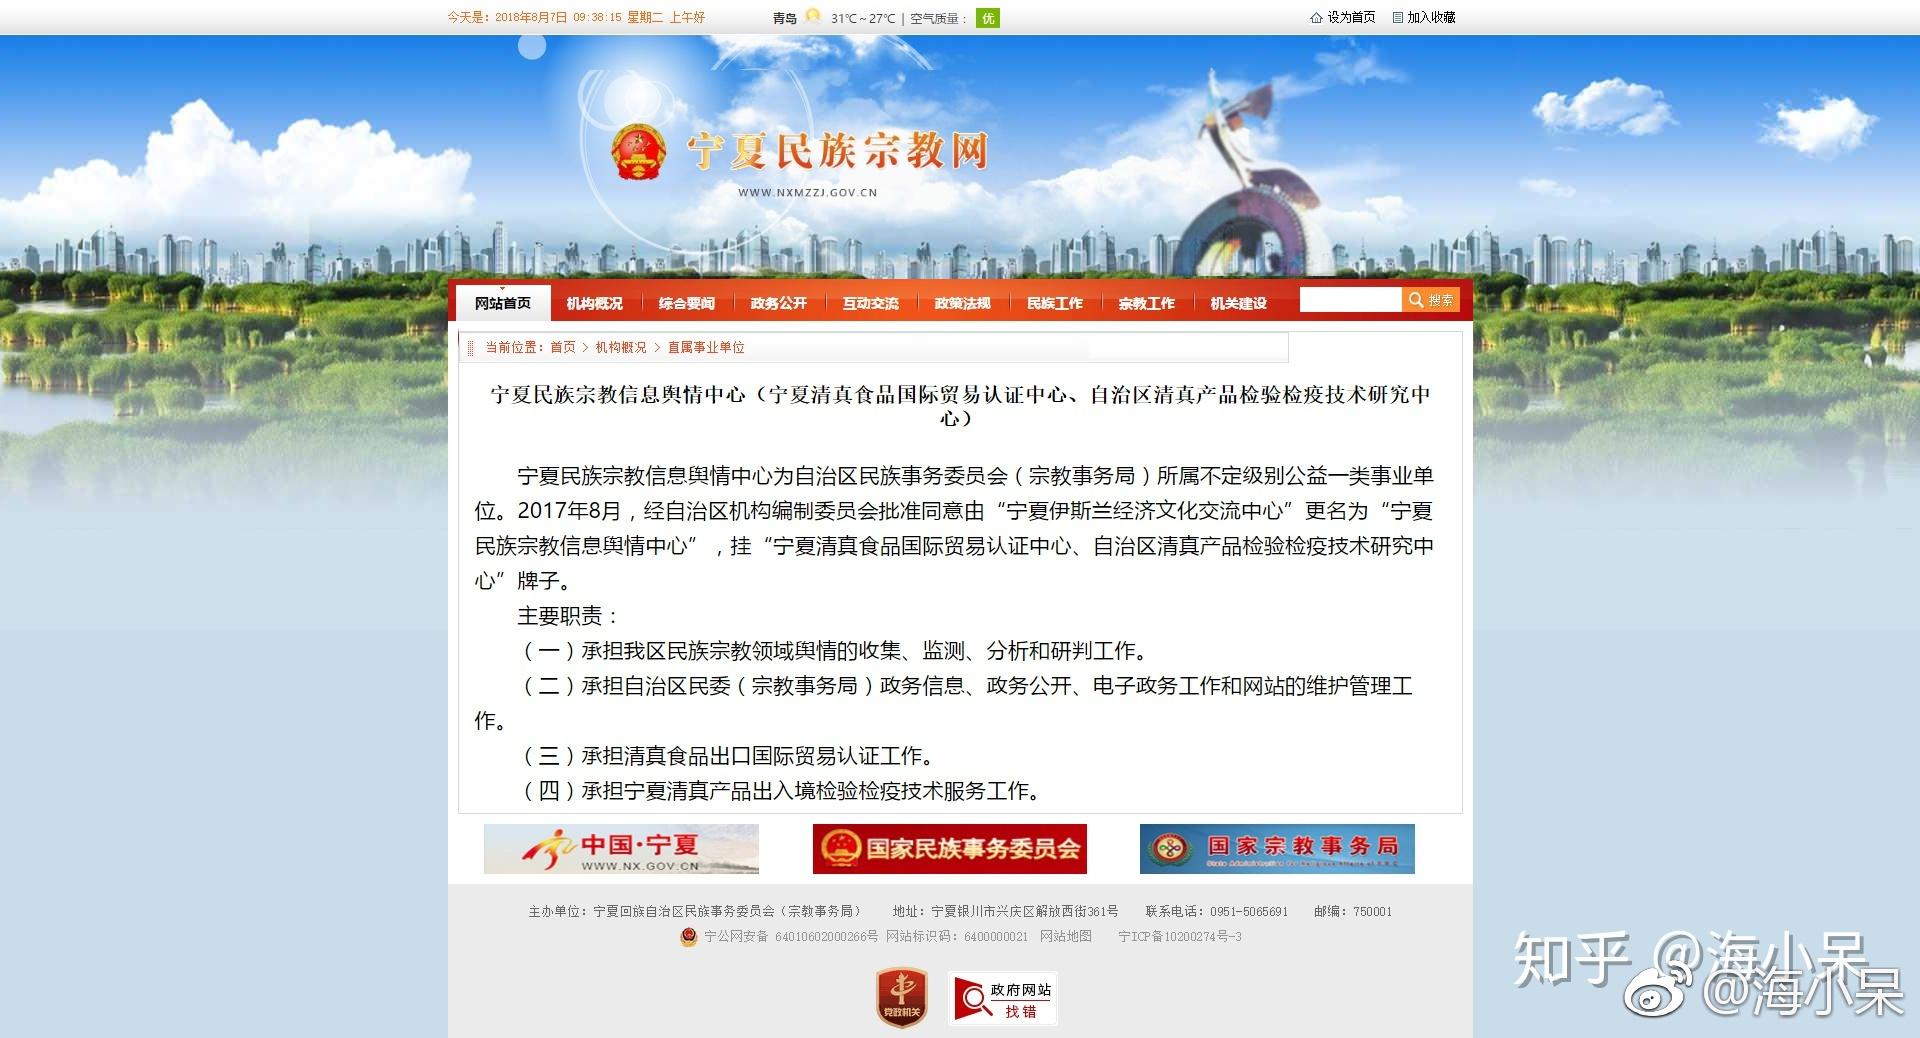 今天是：2018年8月7日 09:38:15 星期二 上午好
青岛 31℃~27℃ | 空气质量： 优
设为首页 加入收藏
宁夏民族宗教网
WWW.NXMZZJ.GOV.CN
网站首页 机构概况 综合要闻 政务公开 互动交流 政策法规 民族工作 宗教工作 机关建设 搜索
当前位置：首页 > 机构概况 > 直属事业单位
宁夏民族宗教信息舆情中心（宁夏清真食品国际贸易认证中心、自治区清真产品检验检疫技术研究中
心）
宁夏民族宗教信息舆情中心为自治区民族事务委员会（宗教事务局）所属不定级别公益一类事业单
位。2017年8月，经自治区机构编制委员会批准同意由“宁夏伊斯兰经济文化交流中心”更名为“宁夏
民族宗教信息舆情中心”，挂“宁夏清真食品国际贸易认证中心、自治区清真产品检验检疫技术研究中
心”牌子。
主要职责：
（一）承担我区民族宗教领域舆情的收集、监测、分析和研判工作。
（二）承担自治区民委（宗教事务局）政务信息、政务公开、电子政务工作和网站的维护管理工
作。
（三）承担清真食品出口国际贸易认证工作。
（四）承担宁夏清真产品出入境检验检疫技术服务工作。
中国·宁夏
WWW.NX.GOV.CN
国家民族事务委员会
国家宗教事务局
主办单位：宁夏回族自治区民族事务委员会（宗教事务局） 地址：宁夏银川市兴庆区解放西街361号 联系电话：0951-5065691 邮编：750001
宁公网安备 64010602000266号 网站标识码：6400000021 网站地图 宁ICP备10200274号-3
党政机关
政府网站
找错
知乎 @海小呆
@海小呆